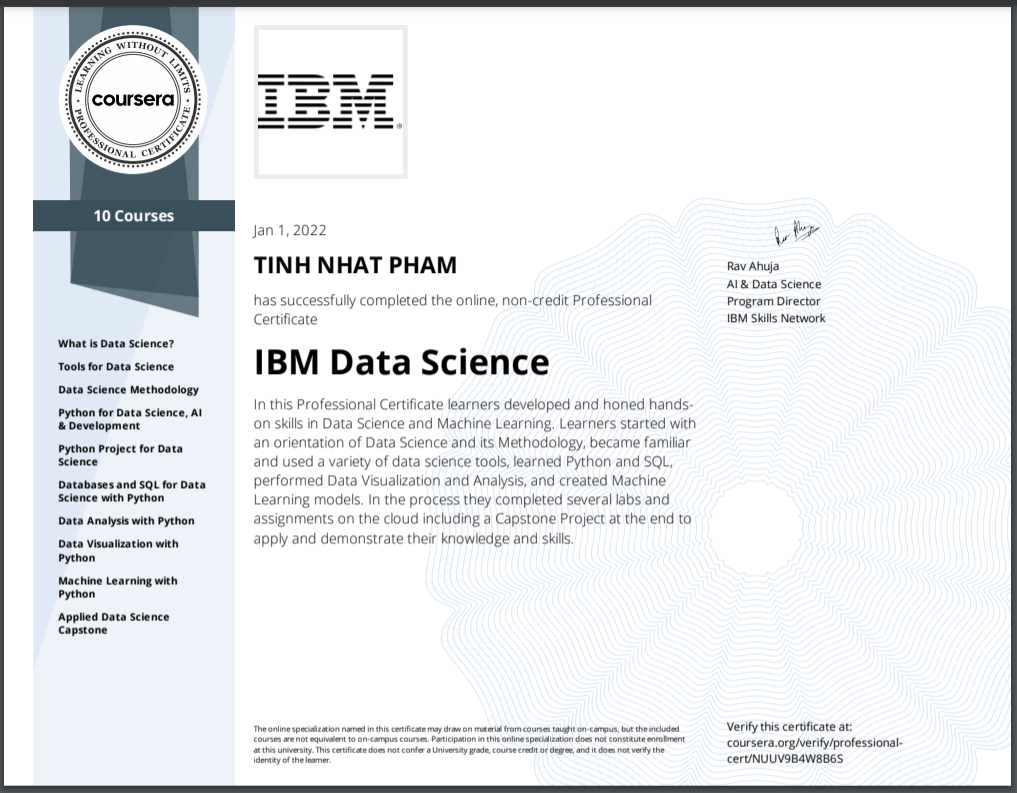 LEARNING WITHOUT LIMITS
coursera
PROFESSIONAL CERTIFICATE
10 Courses
What is Data Science?
Tools for Data Science
Data Science Methodology
Python for Data Science, AI
& Development
Python Project for Data
Science
Databases and SQL for Data
Science with Python
Data Analysis with Python
Data Visualization with
Python
Machine Learning with
Python
Applied Data Science
Capstone
IBM®
Jan 1, 2022
TINH NHAT PHAM
has successfully completed the online, non-credit Professional
Certificate
IBM Data Science
In this Professional Certificate learners developed and honed hands-
on skills in Data Science and Machine Learning. Learners started with
an orientation of Data Science and its Methodology, became familiar
and used a variety of data science tools, learned Python and SQL,
performed Data Visualization and Analysis, and created Machine
Learning models. In the process they completed several labs and
assignments on the cloud including a Capstone Project at the end to
apply and demonstrate their knowledge and skills.
Rav Ahuja
AI & Data Science
Program Director
IBM Skills Network
The online specialization named in this certificate may draw on material from courses taught on-campus, but the included
courses are not equivalent to on-campus courses. Participation in this online specialization does not constitute enrollment
at this university. This certificate does not confer a University grade, course credit or degree, and it does not verify the
identity of the learner.
Verify this certificate at:
coursera.org/verify/professional-
cert/NUUV9B4W8B6S